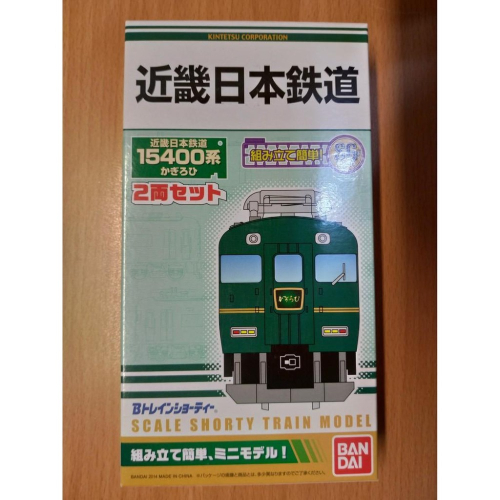 KINTETSU CORPORATION
近畿日本鉄道
近畿日本鉄道
15400系
かぎろひ
2両セット
組み立て簡単
かぎろひ
Bトレインショーティー
SCALE SHORTY TRAIN MODEL
組み立て簡単、ミニモデル!
BAN
DAI